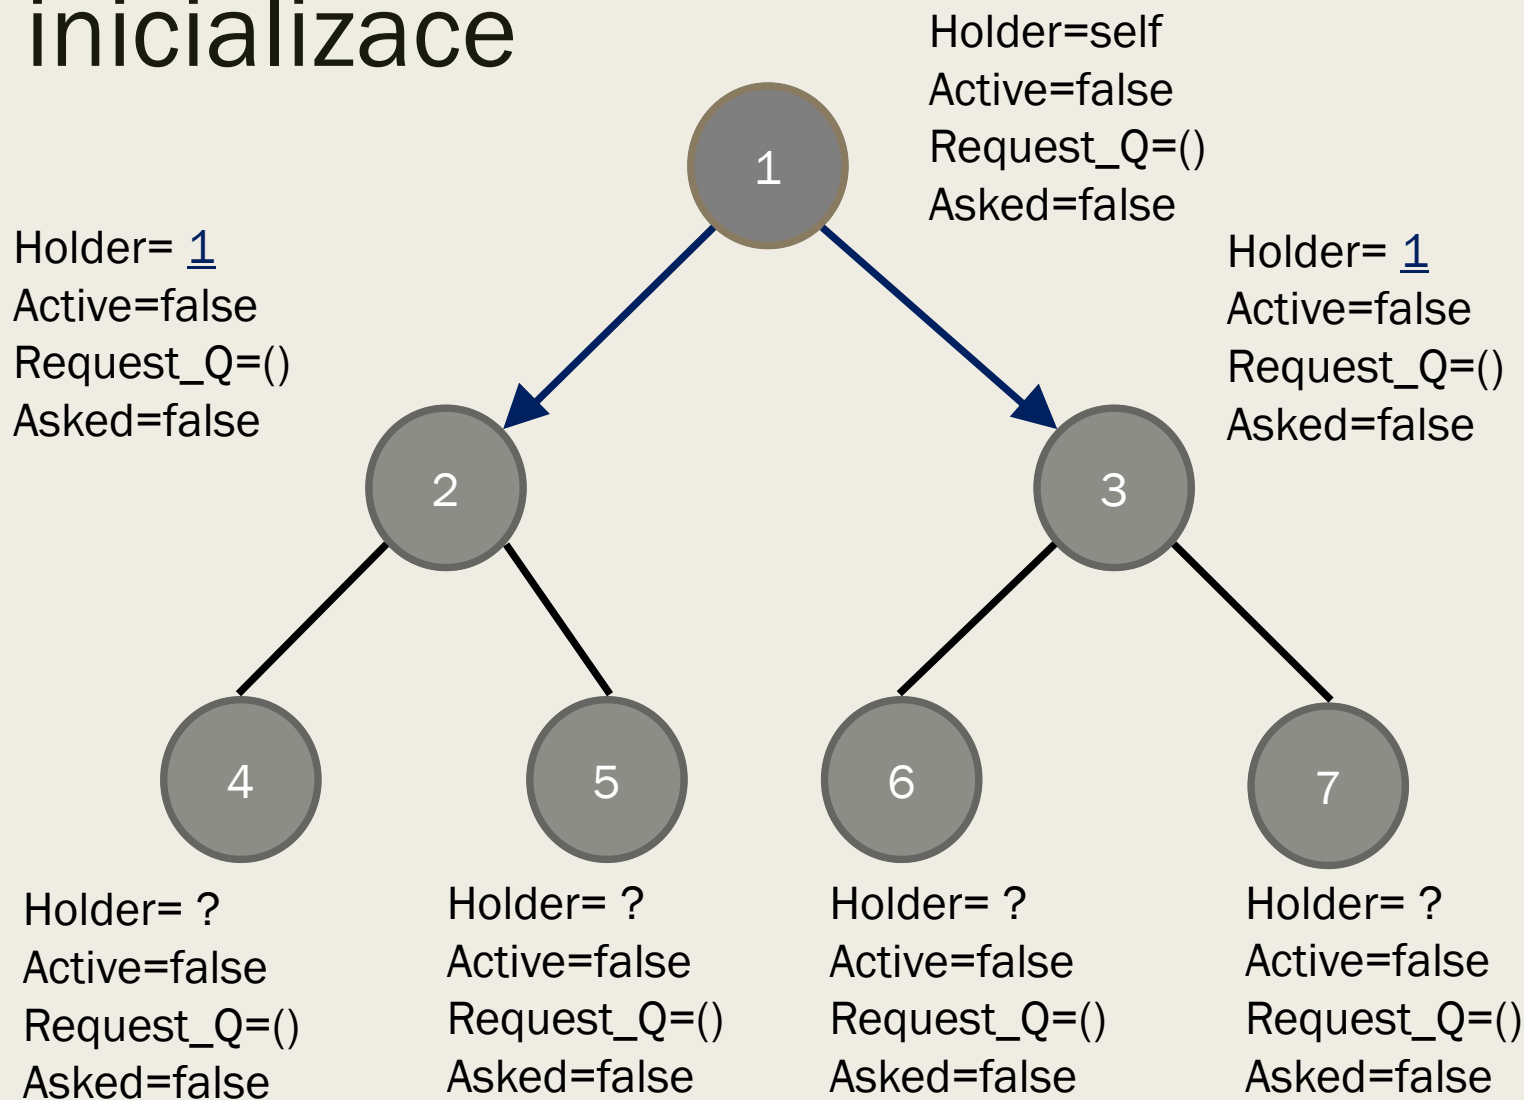 inicializace
Holder=self
Active=false
Request_Q=()
Asked=false
1
Holder= 1
Active=false
Request_Q=()
Asked=false
Holder= 1
Active=false
Request_Q=()
Asked=false
2
3
4
5
6
7
Holder= ?
Active=false
Request_Q=()
Asked=false
Holder= ?
Active=false
Request_Q=()
Asked=false
Holder= ?
Active=false
Request_Q=()
Asked=false
Holder= ?
Active=false
Request_Q=()
Asked=false